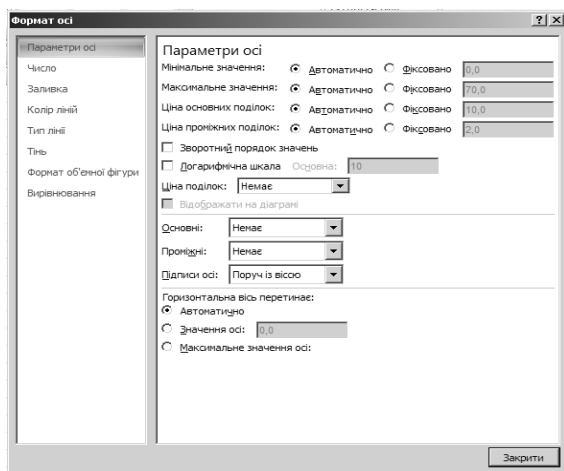 Формат осі
Параметри осі
Число
Заливка
Колір ліній
Тип лінії
Тінь
Формат об'ємної фігури
Вирівнювання
Параметри осі
Мінімальне значення: Автоматично Фіксовано 0,0
Максимальне значення: Автоматично Фіксовано 70,0
Ціна основних поділок: Автоматично Фіксовано 10,0
Ціна проміжних поділок: Автоматично Фіксовано 2,0
Зворотний порядок значень
Логарифмічна шкала Основна: 10
Ціна поділок: Немає
Відображати на діаграмі
Основні: Немає
Проміжні: Немає
Підписи осі: Поруч із віссю
Горизонтальна вісь перетинає:
Автоматично
Значення осі: 0,0
Максимальне значення осі:
Закрити